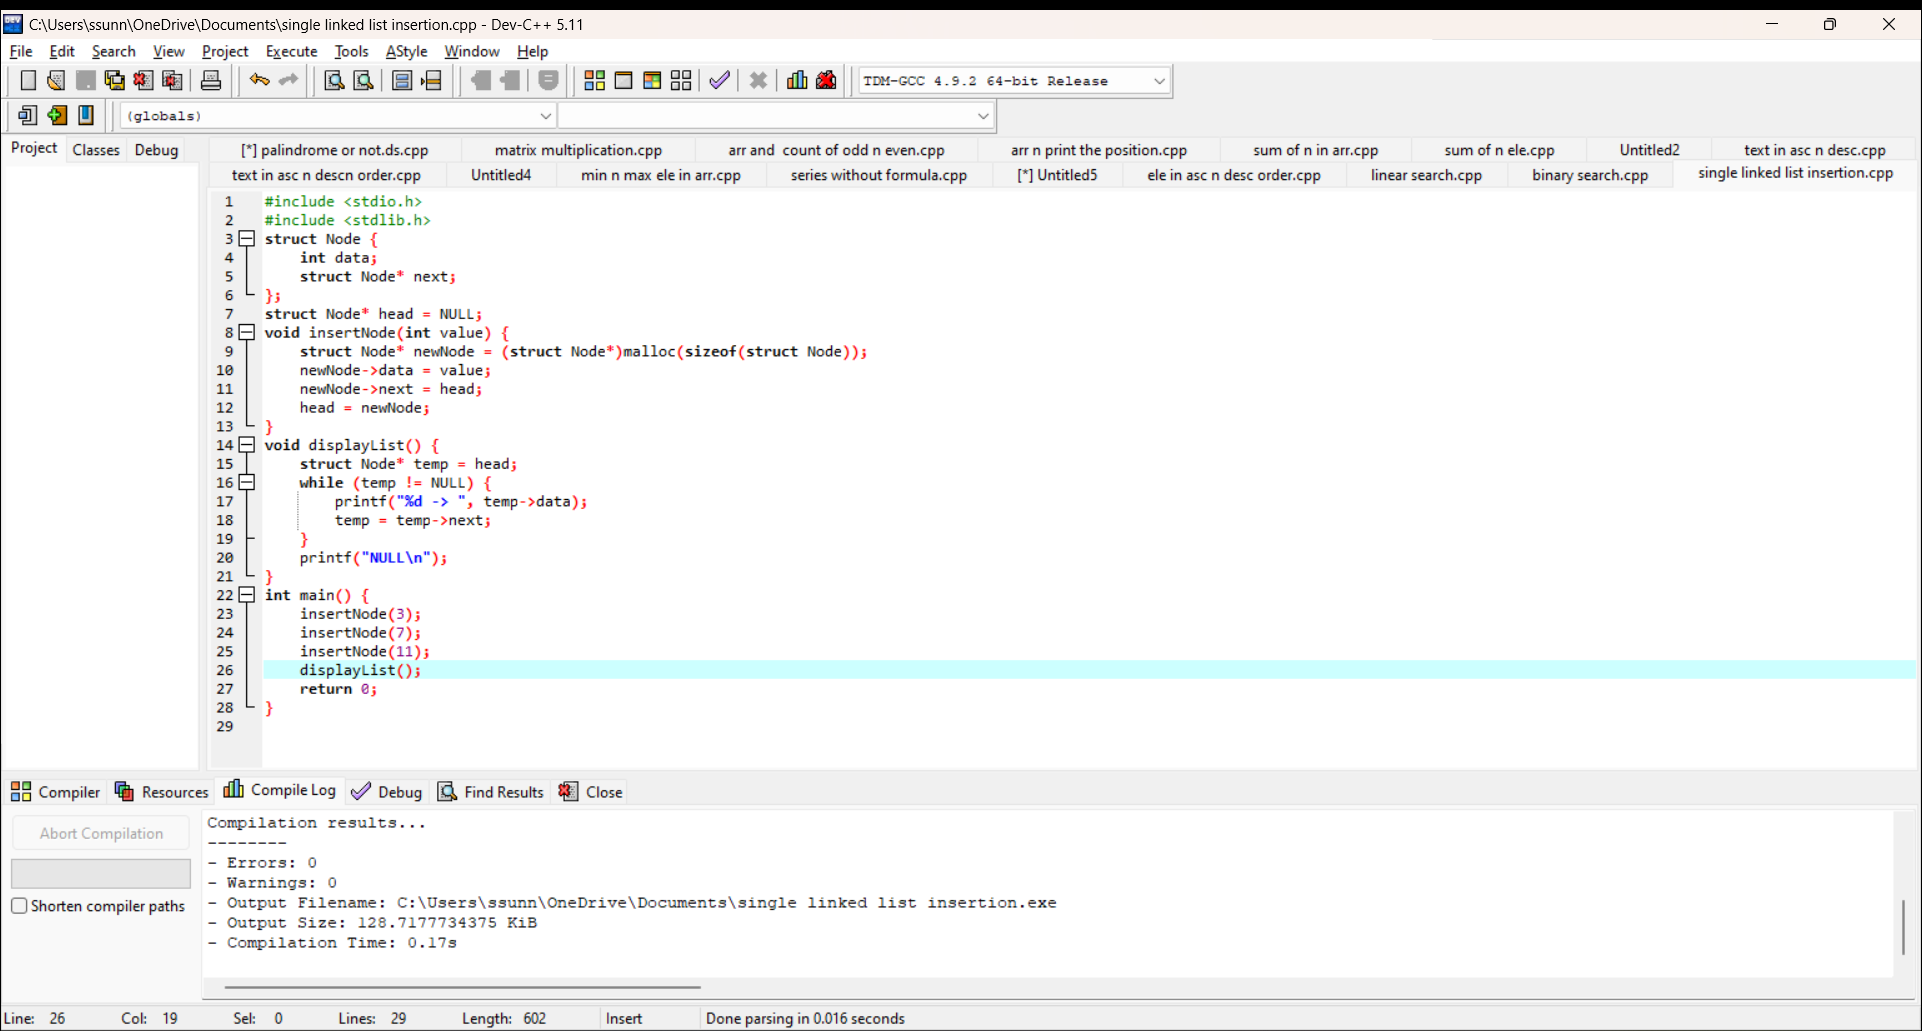 C:\Users\ssunn\OneDrive\Documents\single linked list insertion.cpp - Dev-C++ 5.11
File Edit Search View Project Execute Tools AStyle Window Help
TDM-GCC 4.9.2 64-bit Release
(globals)
Project Classes Debug
[*] palindrome or not.ds.cpp matrix multiplication.cpp arr and count of odd n even.cpp arr n print the position.cpp sum of n in arr.cpp sum of n ele.cpp Untitled2 text in asc n desc.cpp
text in asc n descn order.cpp Untitled4 min n max ele in arr.cpp series without formula.cpp [*] Untitled5 ele in asc n desc order.cpp linear search.cpp binary search.cpp single linked list insertion.cpp
1 #include <stdio.h>
2 #include <stdlib.h>
3 struct Node {
4 int data;
5 struct Node* next;
6 };
7 struct Node* head = NULL;
8 void insertNode(int value) {
9 struct Node* newNode = (struct Node*)malloc(sizeof(struct Node));
10 newNode->data = value;
11 newNode->next = head;
12 head = newNode;
13 }
14 void displayList() {
15 struct Node* temp = head;
16 while (temp != NULL) {
17 printf("%d -> ", temp->data);
18 temp = temp->next;
19 }
20 printf("NULL\n");
21 }
22 int main() {
23 insertNode(3);
24 insertNode(7);
25 insertNode(11);
26 displayList();
27 return 0;
28 }
29
Compiler Resources Compile Log Debug Find Results Close
Abort Compilation
Shorten compiler paths
Compilation results...
--------
- Errors: 0
- Warnings: 0
- Output Filename: C:\Users\ssunn\OneDrive\Documents\single linked list insertion.exe
- Output Size: 128.7177734375 KiB
- Compilation Time: 0.17s
Line: 26 Col: 19 Sel: 0 Lines: 29 Length: 602 Insert Done parsing in 0.016 seconds